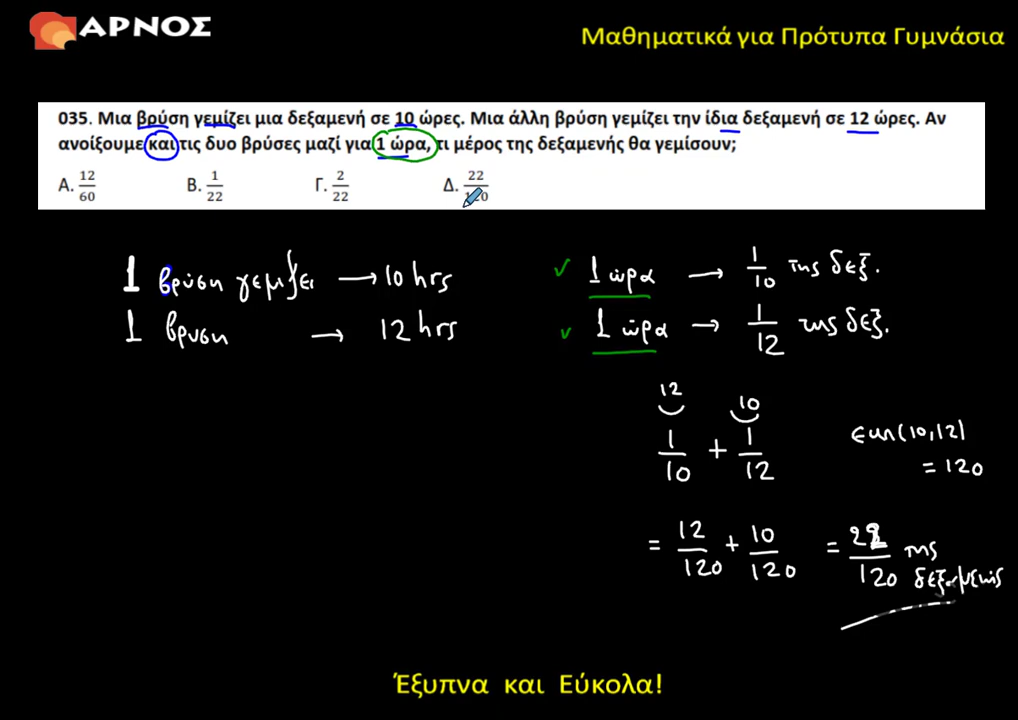 ΑΡΝΟΣ
Μαθηματικά για Πρότυπα Γυμνάσια
035. Μια βρύση γεμίζει μια δεξαμενή σε 10 ώρες. Μια άλλη βρύση γεμίζει την ίδια δεξαμενή σε 12 ώρες. Αν
ανοίξουμε και τις δυο βρύσες μαζί για 1 ώρα, τι μέρος της δεξαμενής θα γεμίσουν;
Α. 12/60 Β. 1/22 Γ. 2/22 Δ. 22/120
1 βρύση γεμίζει → 10 hrs
1 βρυση → 12 hrs
✓ 1 ώρα → 1/10 της δεξ.
✓ 1 ώρα → 1/12 της δεξ.
12 10
1/10 + 1/12
εκπ(10,12)
= 120
= 12/120 + 10/120 = 22/120 της
δεξαμενής
Έξυπνα και Εύκολα!